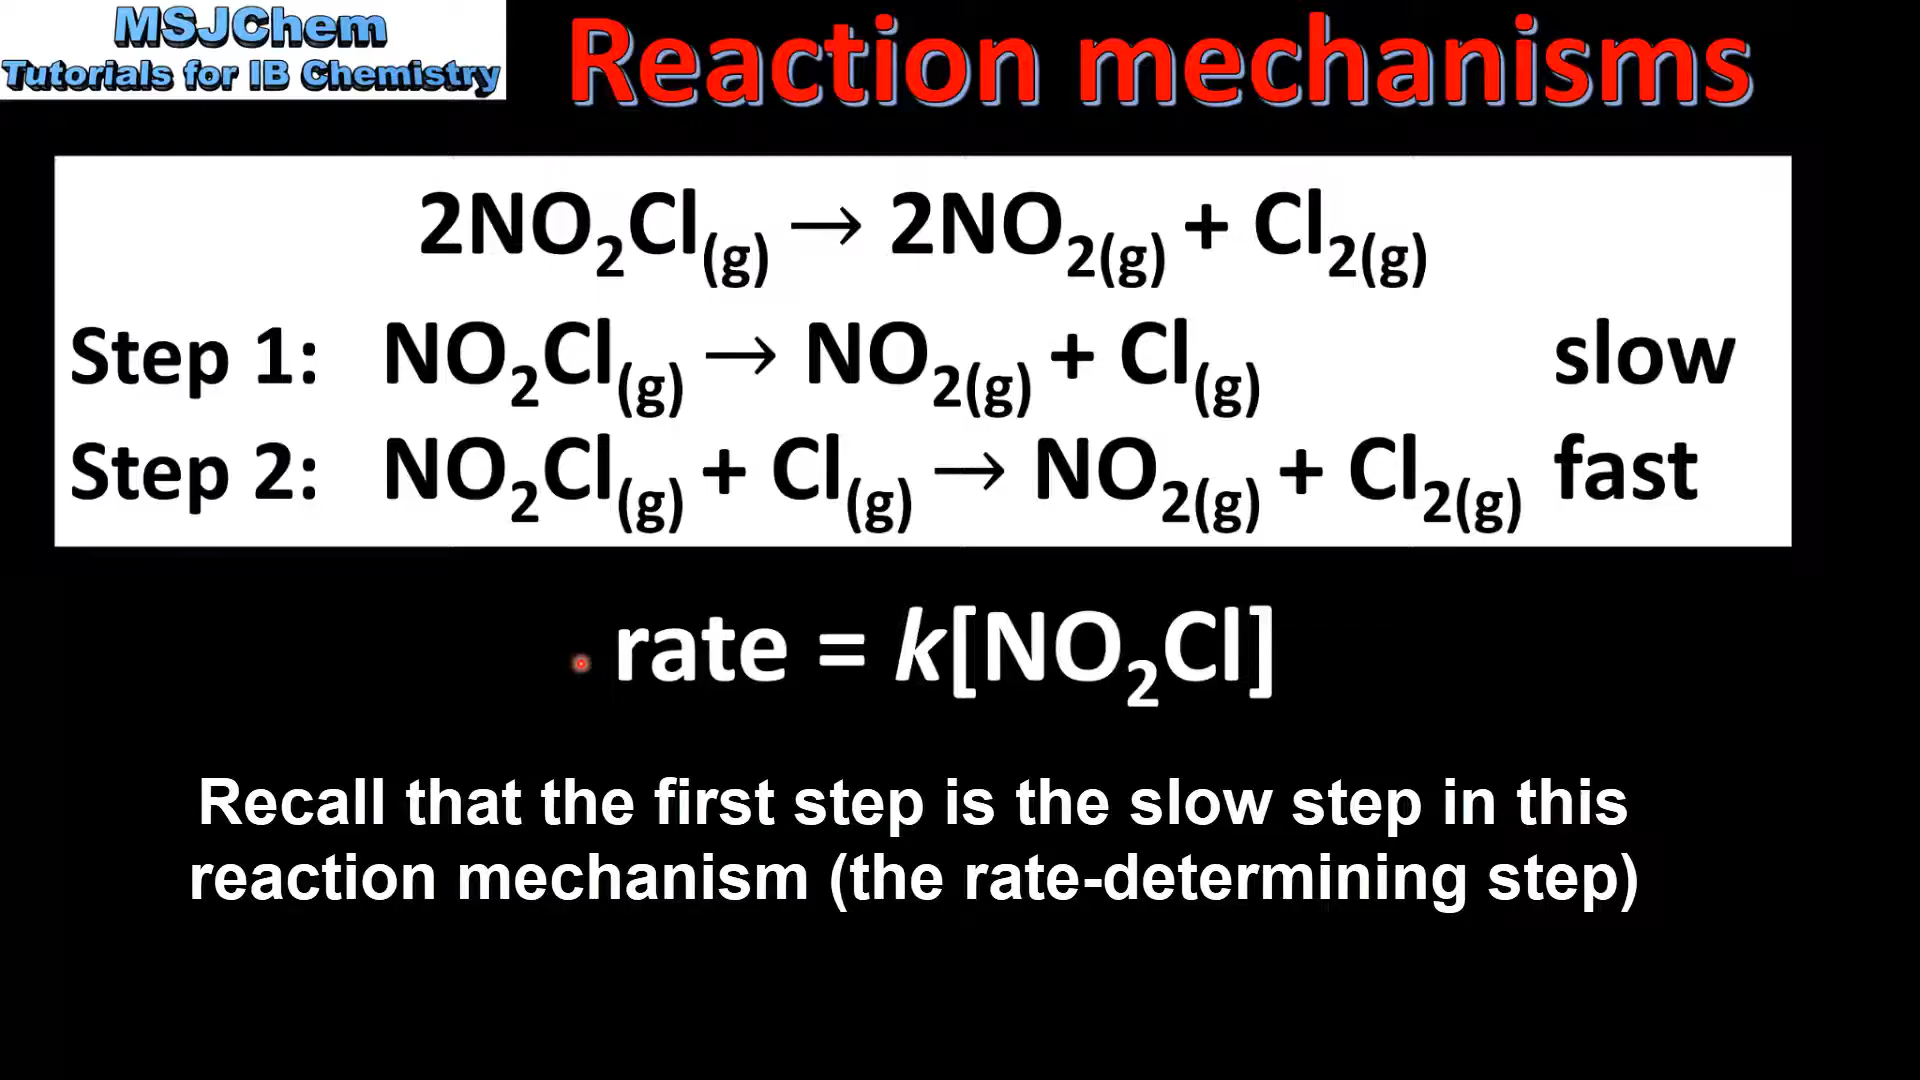 MSJChem
Tutorials for IB Chemistry
Reaction mechanisms
2NO₂Cl₍g₎ → 2NO₂₍g₎ + Cl₂₍g₎
Step 1: NO₂Cl₍g₎ → NO₂₍g₎ + Cl₍g₎ slow
Step 2: NO₂Cl₍g₎ + Cl₍g₎ → NO₂₍g₎ + Cl₂₍g₎ fast
rate = k[NO₂Cl]
Recall that the first step is the slow step in this
reaction mechanism (the rate-determining step)